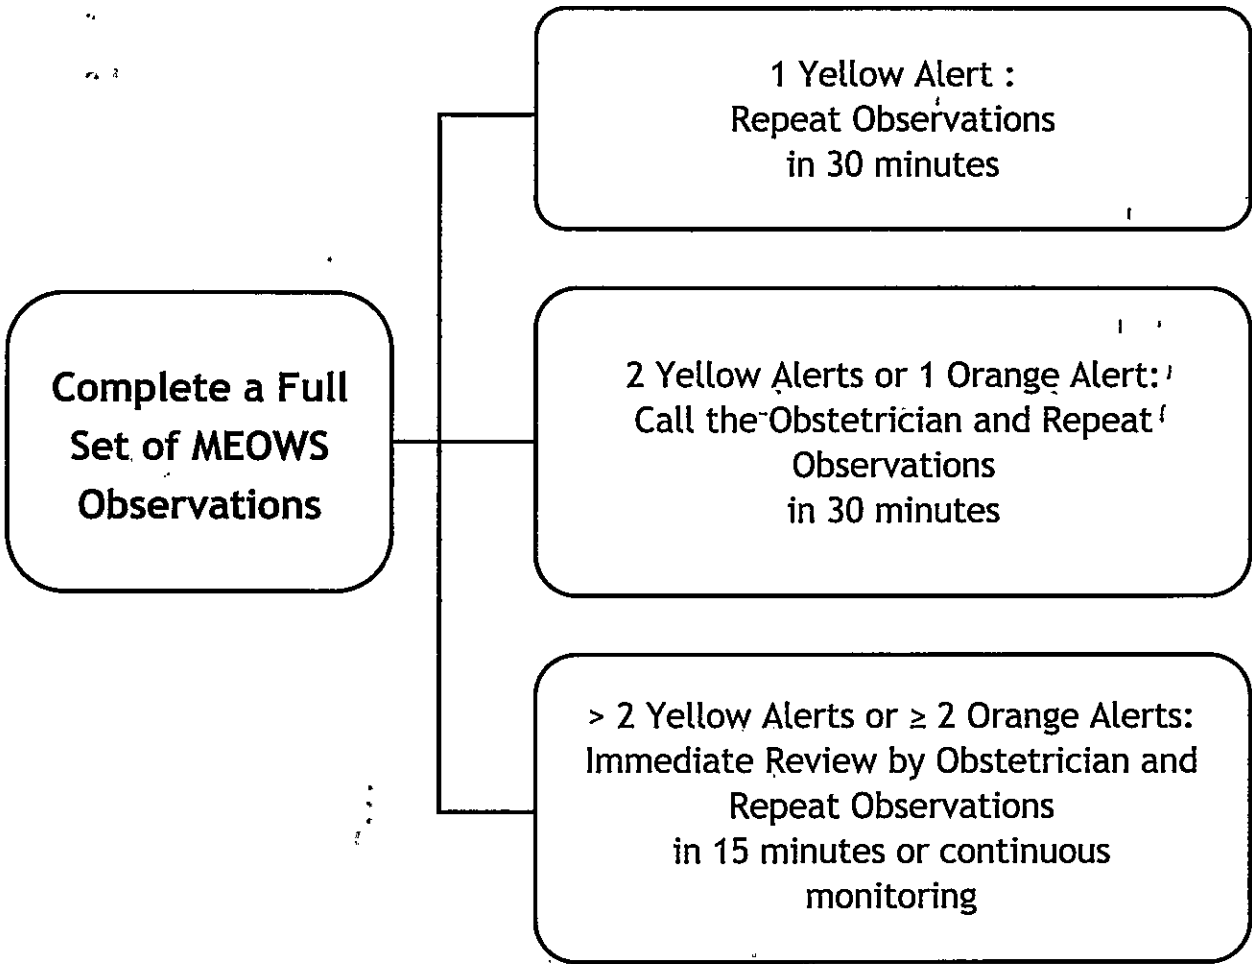 Complete a Full
Set of MEOWS
Observations
1 Yellow Alert :
Repeat Observations
in 30 minutes
2 Yellow Alerts or 1 Orange Alert:
Call the Obstetrician and Repeat
Observations
in 30 minutes
> 2 Yellow Alerts or ≥ 2 Orange Alerts:
Immediate Review by Obstetrician and
Repeat Observations
in 15 minutes or continuous
monitoring